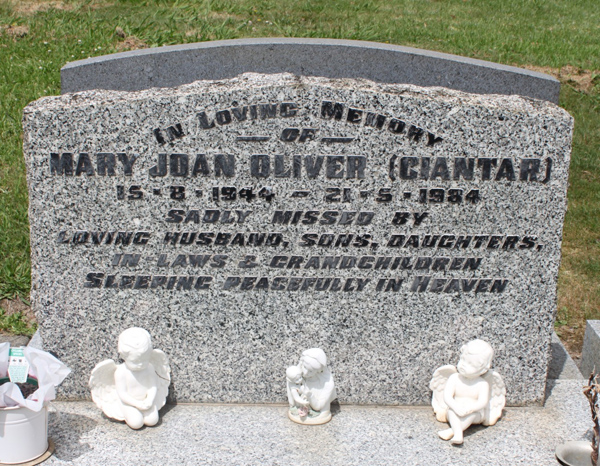 In Loving Memory
OF
MARY JOAN OLIVER (CIANTAR)
15·8·1944 – 21·5·1984
SADLY MISSED BY
LOVING HUSBAND, SONS, DAUGHTERS,
IN LAWS & GRANDCHILDREN
SLEEPING PEACEFULLY IN HEAVEN